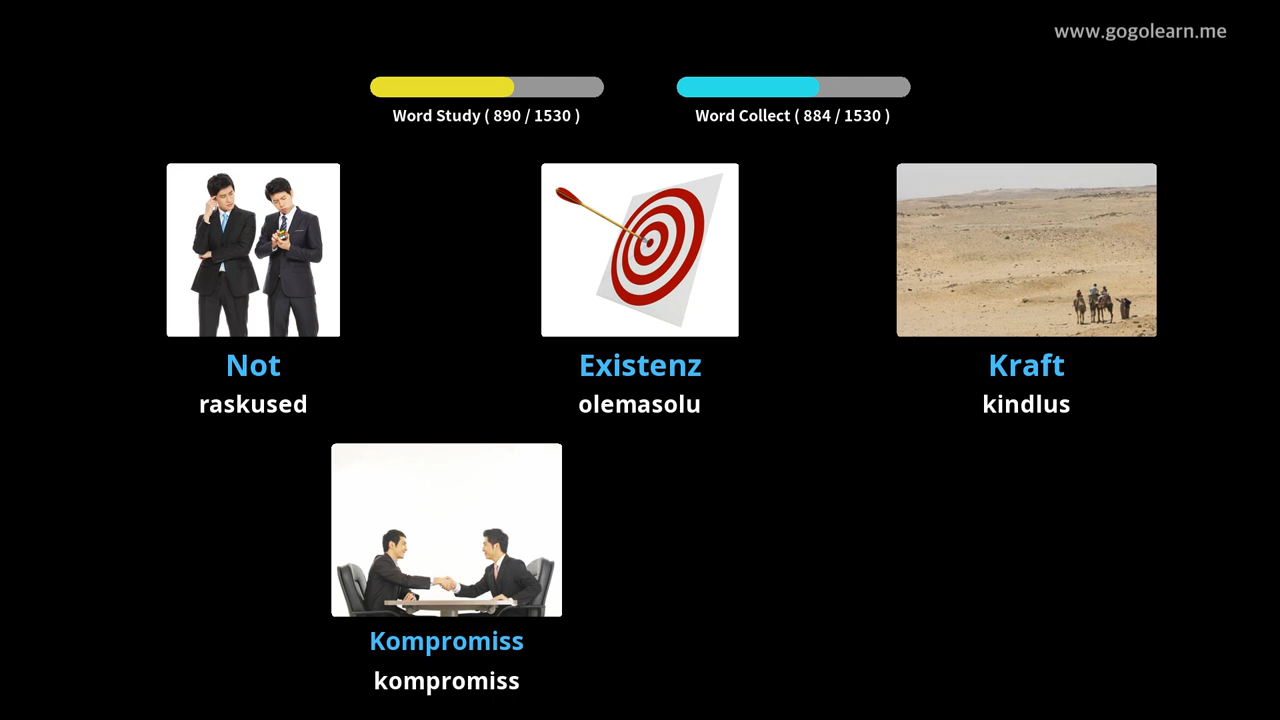 www.gogolearn.me
Word Study ( 890 / 1530 )
Word Collect ( 884 / 1530 )
Not
raskused
Existenz
olemasolu
Kraft
kindlus
Kompromiss
kompromiss